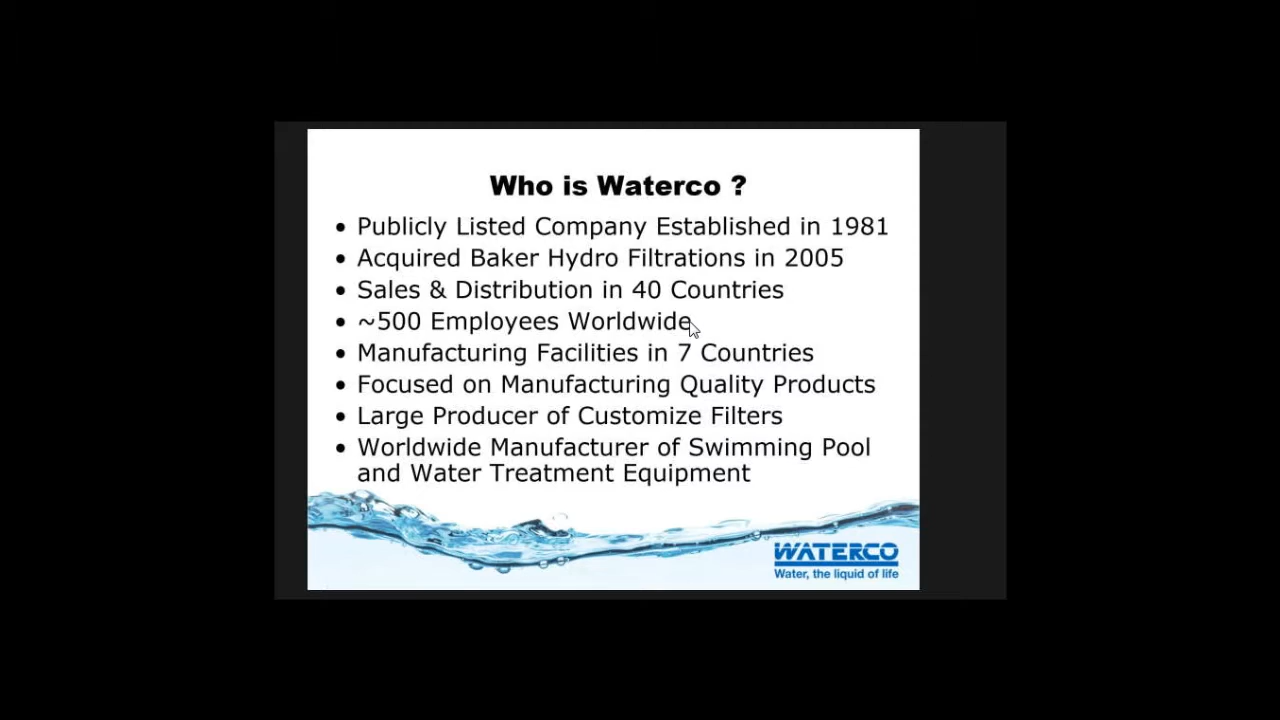 Who is Waterco ?
• Publicly Listed Company Established in 1981
• Acquired Baker Hydro Filtrations in 2005
• Sales & Distribution in 40 Countries
• ~500 Employees Worldwide
• Manufacturing Facilities in 7 Countries
• Focused on Manufacturing Quality Products
• Large Producer of Customize Filters
• Worldwide Manufacturer of Swimming Pool
and Water Treatment Equipment
WATERCO
Water, the liquid of life